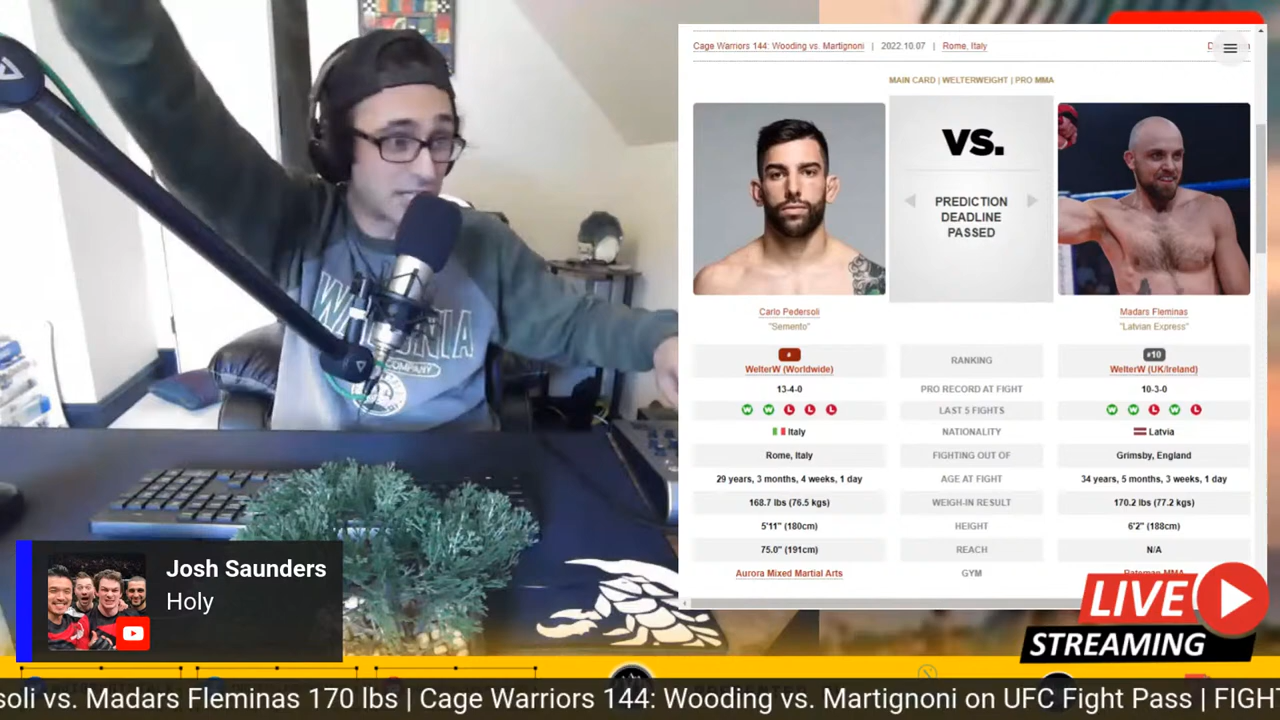 Cage Warriors 144: Wooding vs. Martignoni | 2022.10.07 | Rome, Italy
MAIN CARD | WELTERWEIGHT | PRO MMA
VS.
PREDICTION
DEADLINE
PASSED
Carlo Pedersoli
"Semento"
Madars Fleminas
"Latvian Express"
# RANKING #10
WelterW (Worldwide) WelterW (UK/Ireland)
13-4-0 PRO RECORD AT FIGHT 10-3-0
W W L L L LAST 5 FIGHTS W W L W L
Italy NATIONALITY Latvia
Rome, Italy FIGHTING OUT OF Grimsby, England
29 years, 3 months, 4 weeks, 1 day AGE AT FIGHT 34 years, 5 months, 3 weeks, 1 day
168.7 lbs (76.5 kgs) WEIGH-IN RESULT 170.2 lbs (77.2 kgs)
5'11" (180cm) HEIGHT 6'2" (188cm)
75.0" (191cm) REACH N/A
Aurora Mixed Martial Arts GYM
COMPANY
Josh Saunders
Holy
LIVE
STREAMING
soli vs. Madars Fleminas 170 lbs | Cage Warriors 144: Wooding vs. Martignoni on UFC Fight Pass | FIGHT